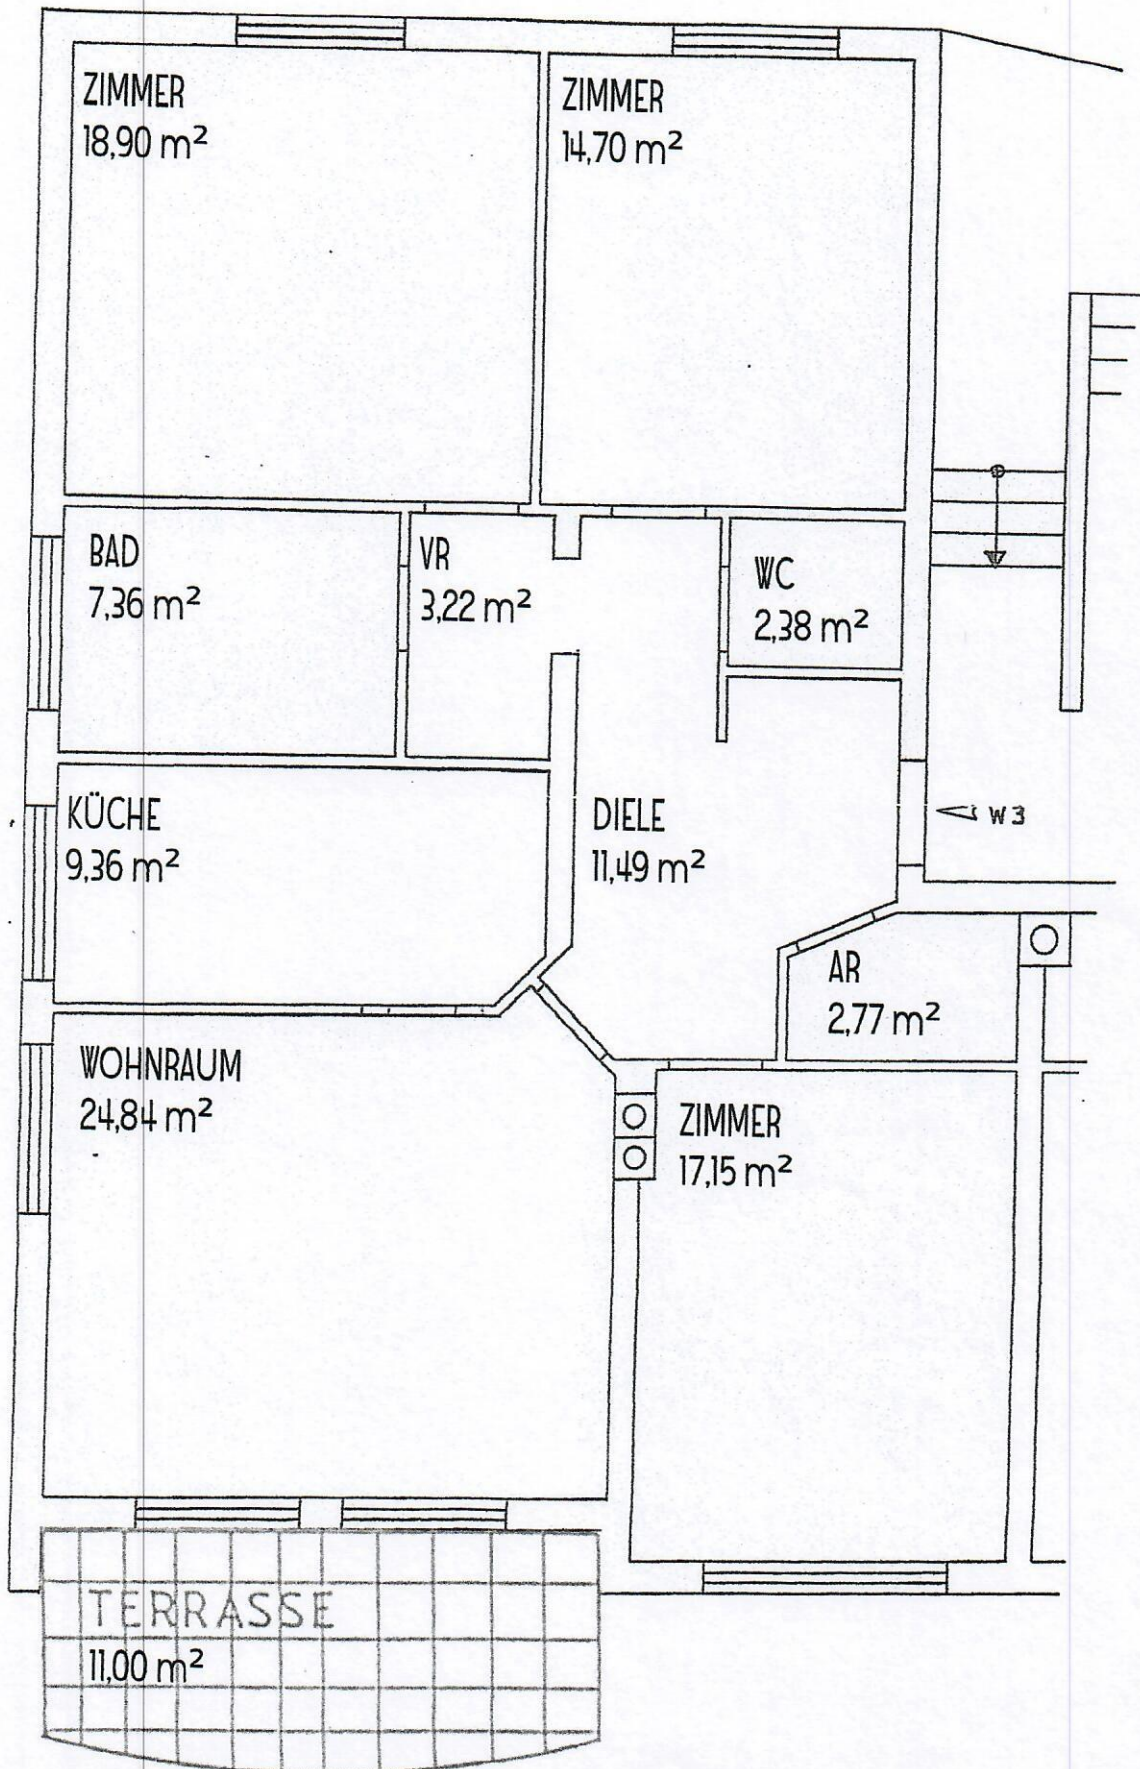 ZIMMER
18,90 m²
ZIMMER
14,70 m²
BAD
7,36 m²
VR
3,22 m²
WC
2,38 m²
KÜCHE
9,36 m²
DIELE
11,49 m²
W3
AR
2,77 m²
WOHNRAUM
24,84 m²
ZIMMER
17,15 m²
TERRASSE
11,00 m²